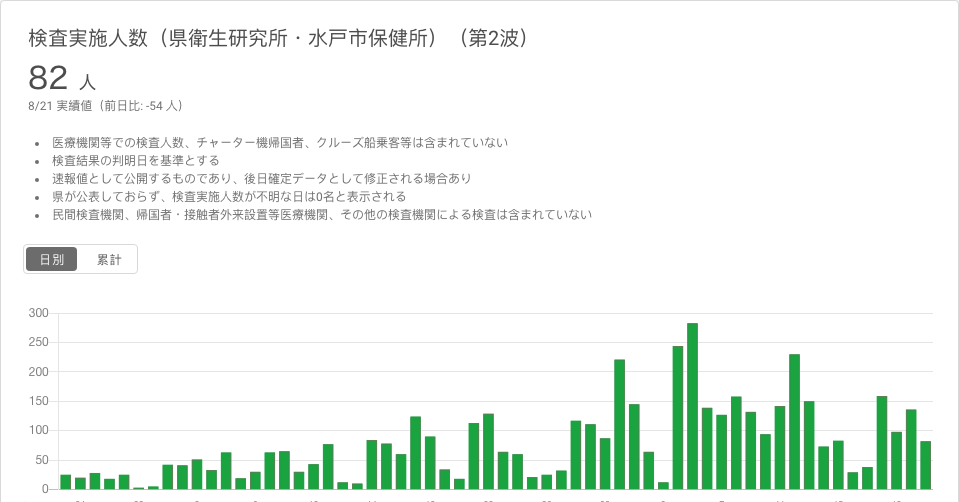 検査実施人数（県衛生研究所・水戸市保健所）（第2波）
82 人
8/21 実績値（前日比: -54 人）
医療機関等での検査人数、チャーター機帰国者、クルーズ船乗客等は含まれていない
検査結果の判明日を基準とする
速報値として公開するものであり、後日確定データとして修正される場合あり
県が公表しておらず、検査実施人数が不明な日は0名と表示される
民間検査機関、帰国者・接触者外来設置等医療機関、その他の検査機関による検査は含まれていない
日別 累計
300
250
200
150
100
50
0